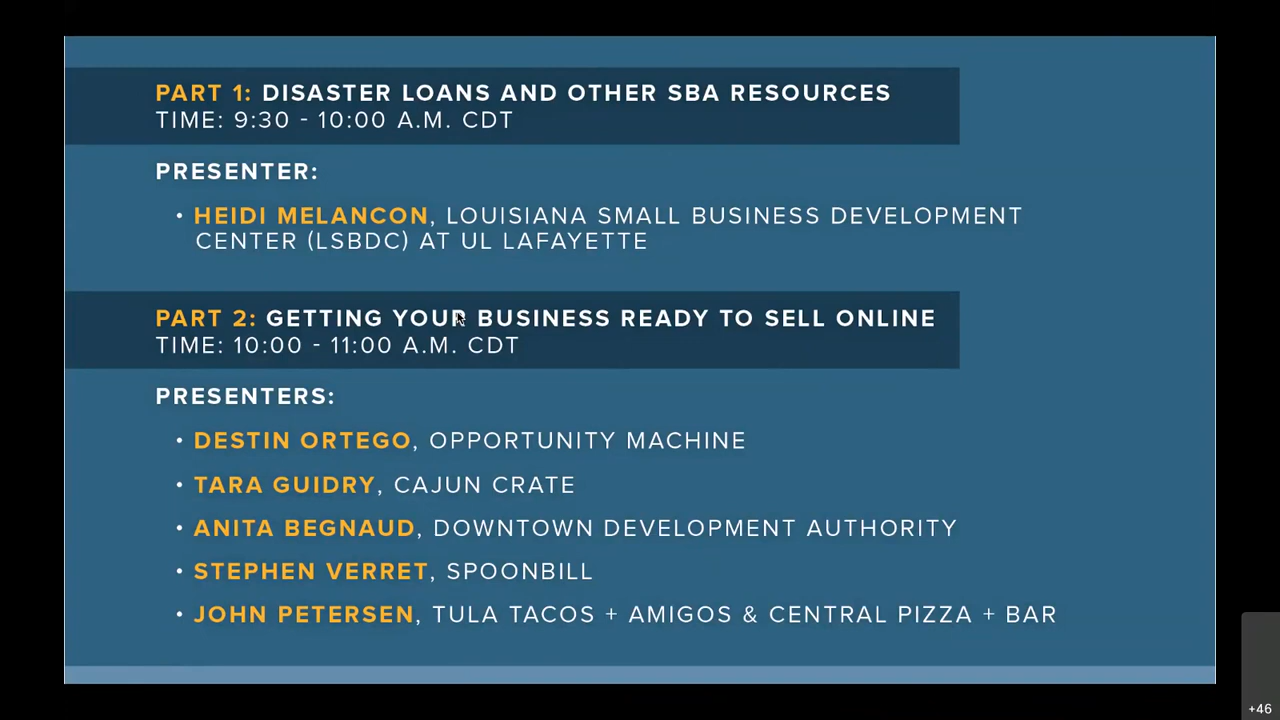 PART 1: DISASTER LOANS AND OTHER SBA RESOURCES
TIME: 9:30 - 10:00 A.M. CDT
PRESENTER:
• HEIDI MELANCON, LOUISIANA SMALL BUSINESS DEVELOPMENT
CENTER (LSBDC) AT UL LAFAYETTE
PART 2: GETTING YOUR BUSINESS READY TO SELL ONLINE
TIME: 10:00 - 11:00 A.M. CDT
PRESENTERS:
• DESTIN ORTEGO, OPPORTUNITY MACHINE
• TARA GUIDRY, CAJUN CRATE
• ANITA BEGNAUD, DOWNTOWN DEVELOPMENT AUTHORITY
• STEPHEN VERRET, SPOONBILL
• JOHN PETERSEN, TULA TACOS + AMIGOS & CENTRAL PIZZA + BAR
+46